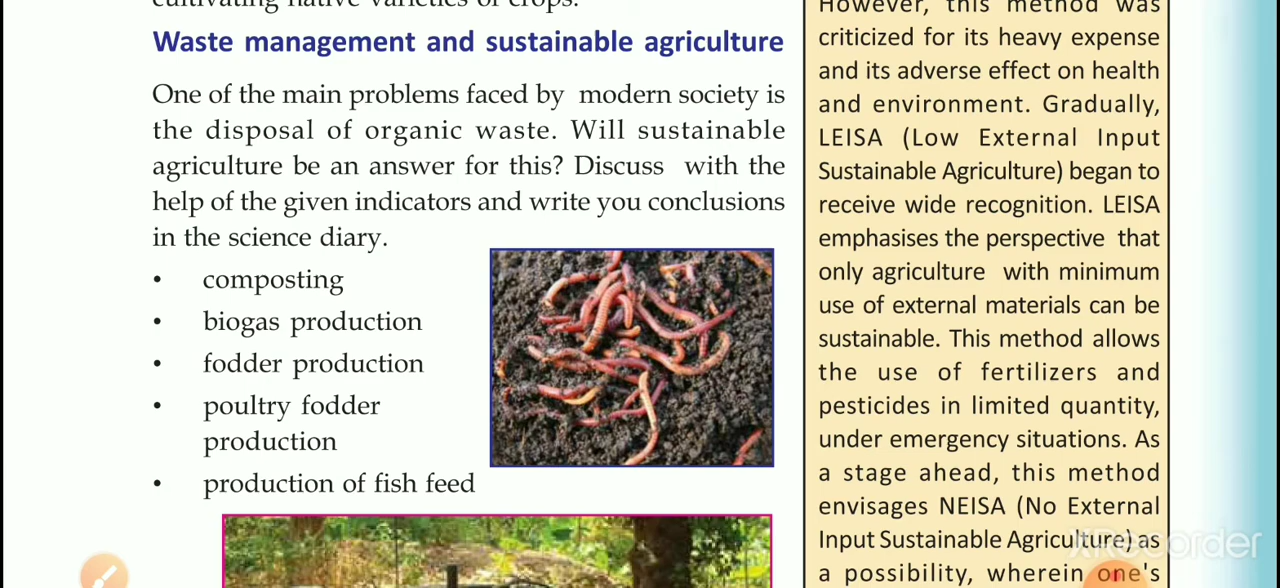 cultivating native varieties of crops.
Waste management and sustainable agriculture
One of the main problems faced by modern society is
the disposal of organic waste. Will sustainable
agriculture be an answer for this? Discuss with the
help of the given indicators and write you conclusions
in the science diary.
• composting
• biogas production
• fodder production
• poultry fodder
production
• production of fish feed
However, this method was
criticized for its heavy expense
and its adverse effect on health
and environment. Gradually,
LEISA (Low External Input
Sustainable Agriculture) began to
receive wide recognition. LEISA
emphasises the perspective that
only agriculture with minimum
use of external materials can be
sustainable. This method allows
the use of fertilizers and
pesticides in limited quantity,
under emergency situations. As
a stage ahead, this method
envisages NEISA (No External
Input Sustainable Agriculture) as
a possibility, wherein one's
XRecorder